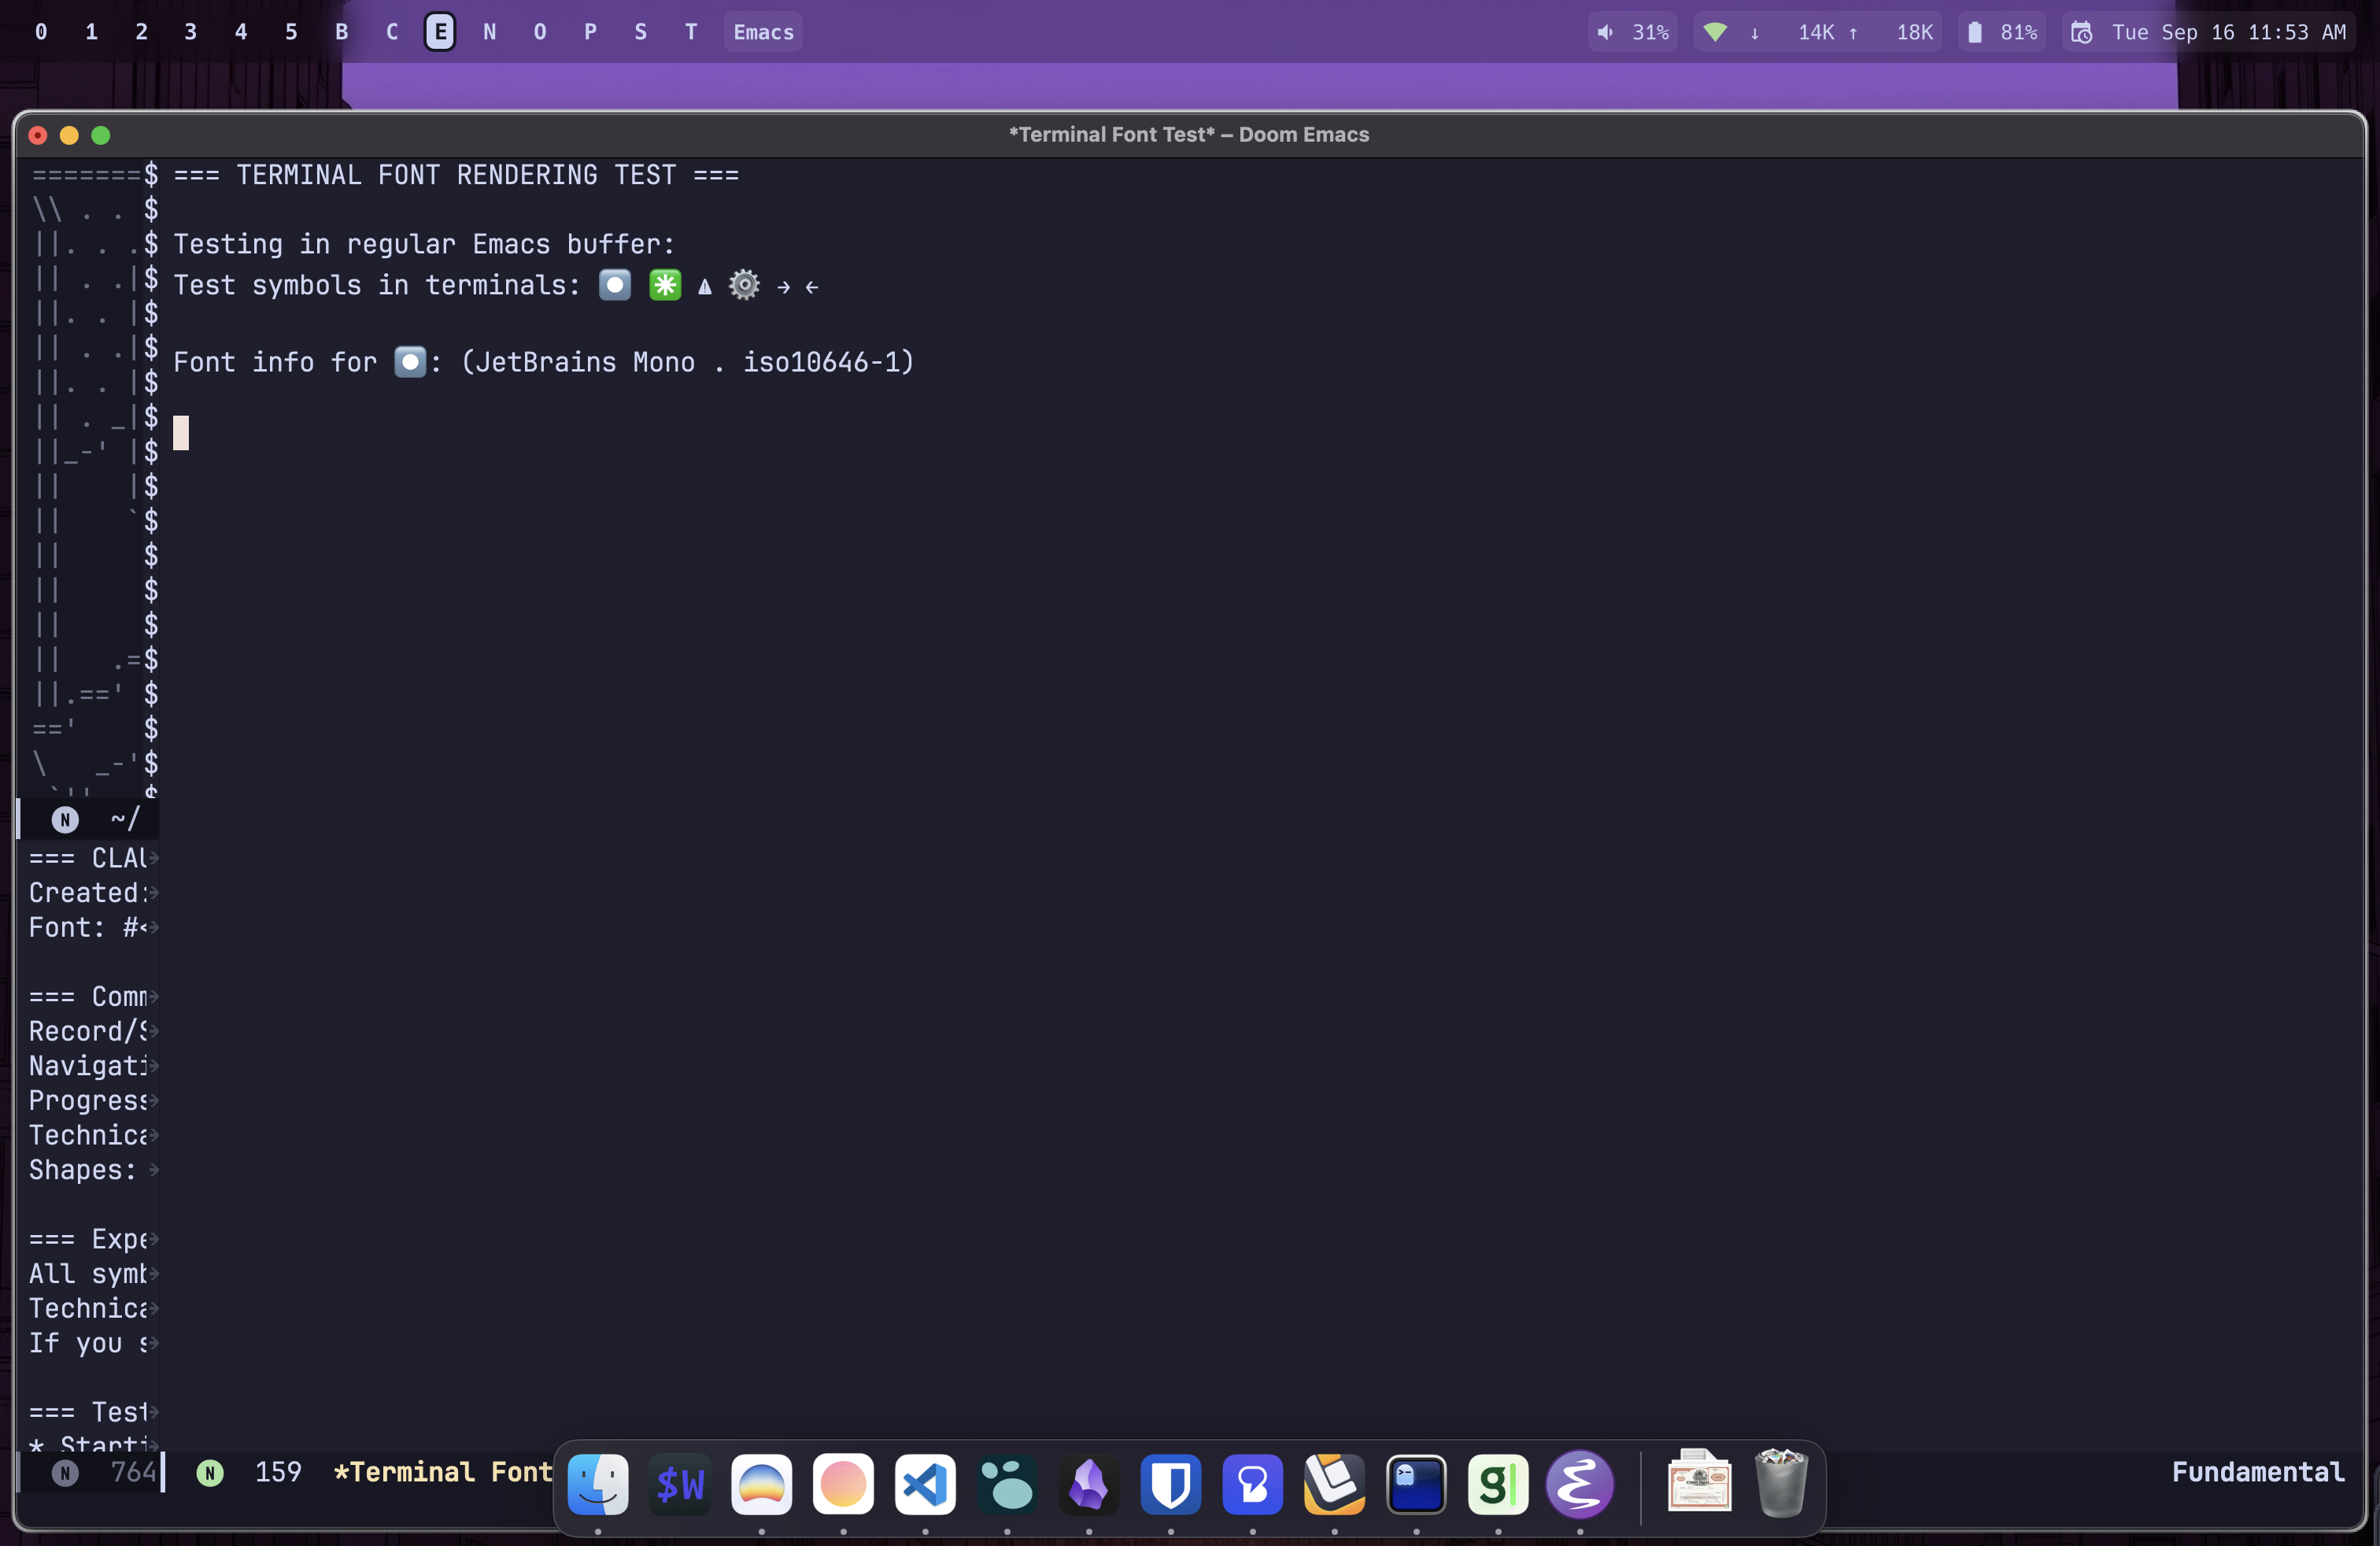 0 1 2 3 4 5 B C E N O P S T Emacs 31% ↓ 14K ↑ 18K 81% Tue Sep 16 11:53 AM
*Terminal Font Test* – Doom Emacs
=======$
\\ . . $
||. . .$
|| . .|$
||. . |$
|| . .|$
||. . |$
|| . _|$
||_-' |$
||    |$
||    `$
||     $
||     $
||     $
||   .=$
||.==' $
=='    $
\   _-'$
 `''   $
N ~/
=== CLAU
Created:
Font: #<
=== Comm
Record/S
Navigati
Progress
Technica
Shapes:
=== Expe
All symb
Technica
If you s
=== Test
* Starti
N 764
=== TERMINAL FONT RENDERING TEST ===
Testing in regular Emacs buffer:
Test symbols in terminals: ⏺ ✳ ⚠ ⚙ → ←
Font info for ⏺: (JetBrains Mono . iso10646-1)
N 159 *Terminal Font Fundamental
$W
g